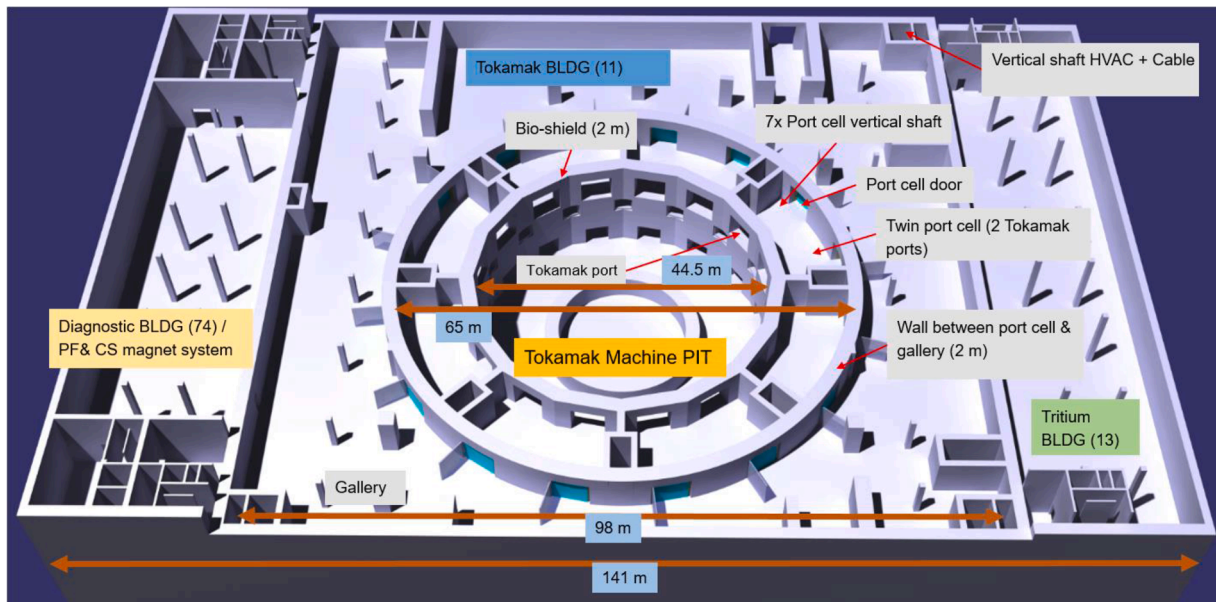 Tokamak BLDG (11)
Vertical shaft HVAC + Cable
Bio-shield (2 m)
7x Port cell vertical shaft
Port cell door
Twin port cell (2 Tokamak
ports)
Tokamak port
44.5 m
65 m
Diagnostic BLDG (74) /
PF& CS magnet system
Tokamak Machine PIT
Wall between port cell &
gallery (2 m)
Tritium
BLDG (13)
Gallery
98 m
141 m